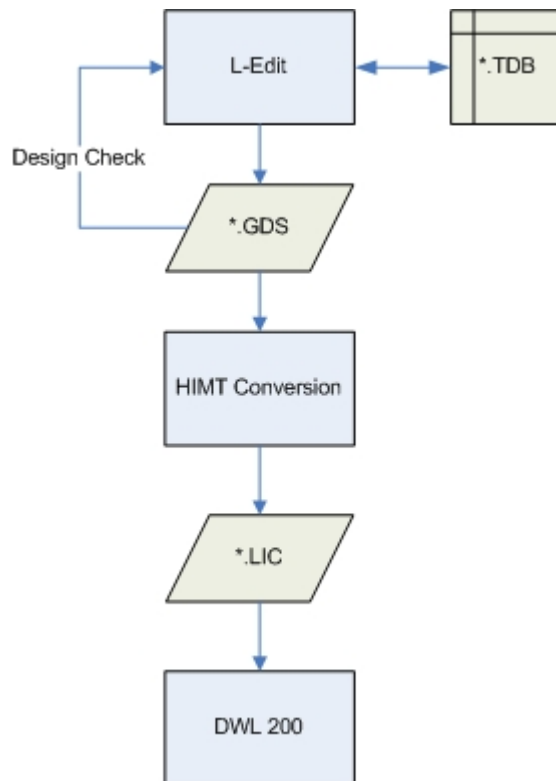 L-Edit
*.TDB
Design Check
*.GDS
HIMT Conversion
*.LIC
DWL 200